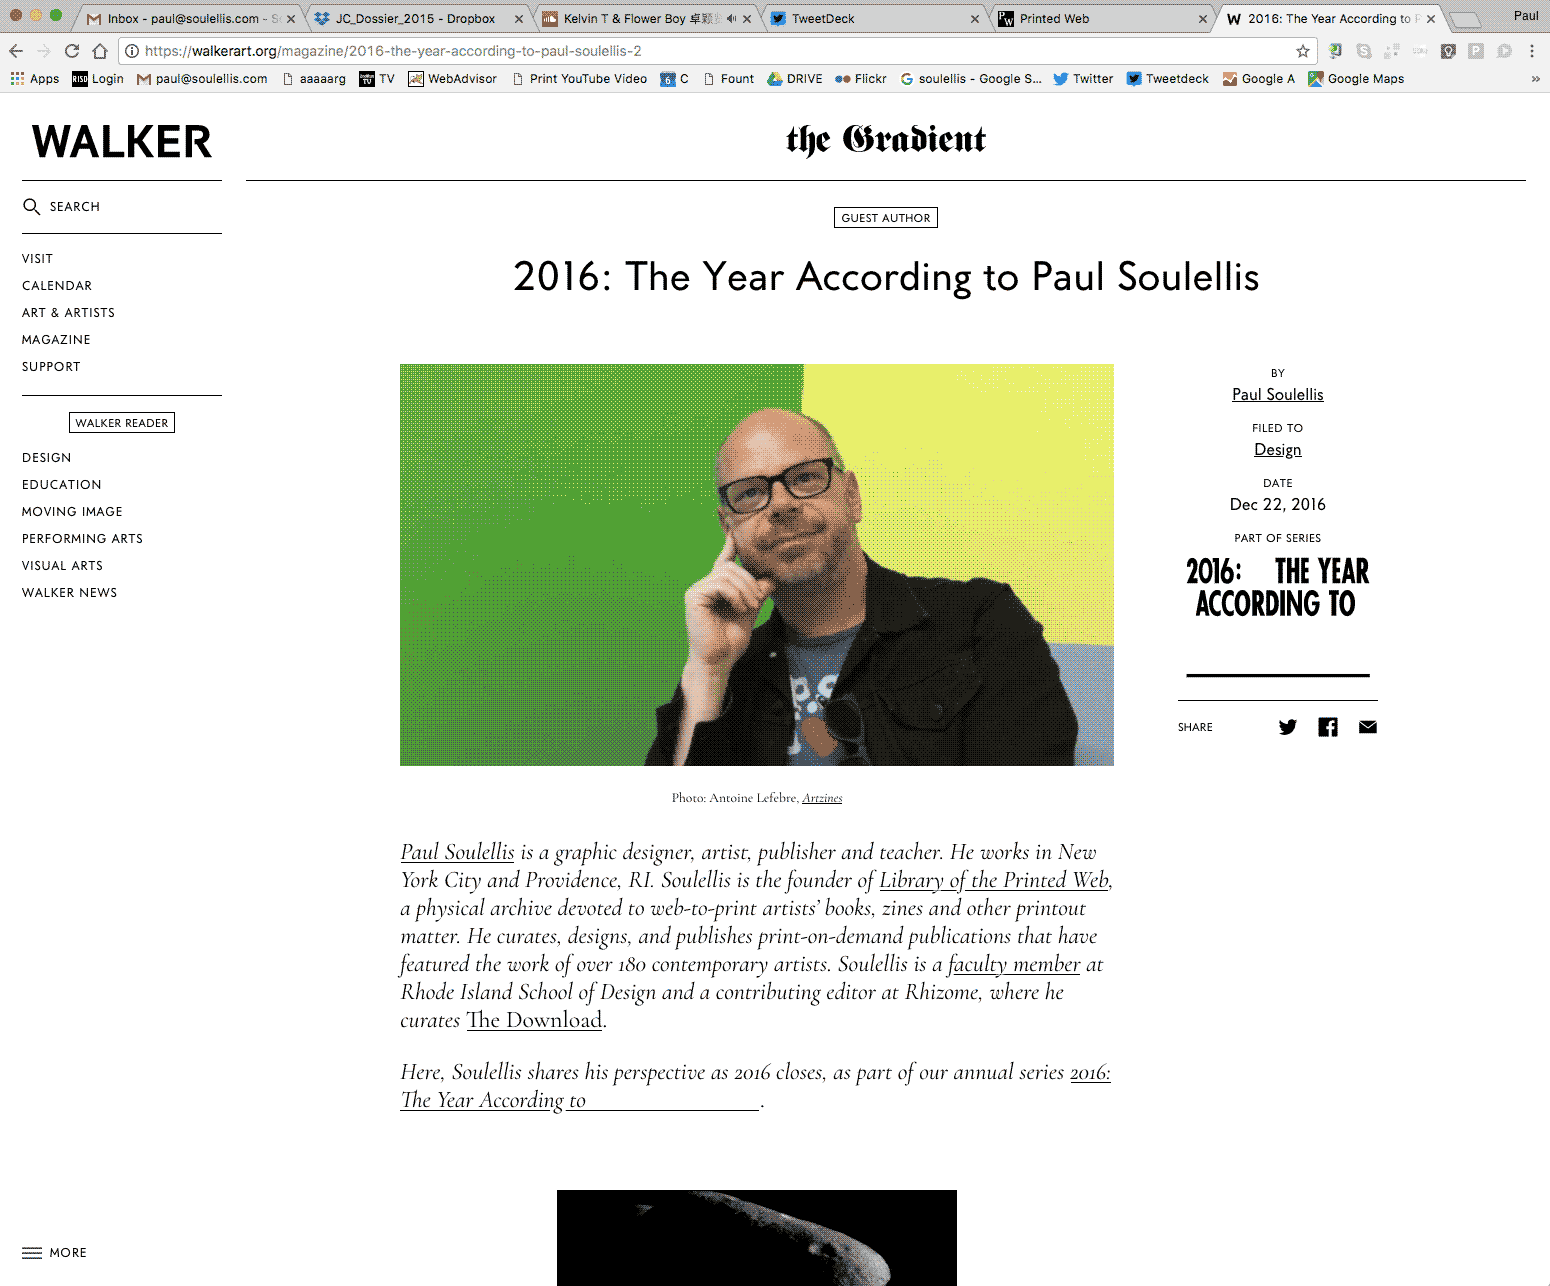 Inbox - paul@soulellis.com - S
JC_Dossier_2015 - Dropbox
Kelvin T & Flower Boy 卓颖
TweetDeck
Printed Web
2016: The Year According to P
Paul
https://walkerart.org/magazine/2016-the-year-according-to-paul-soulellis-2
Apps
RISD Login
paul@soulellis.com
aaaaarg
TV
WebAdvisor
Print YouTube Video
6 C
Fount
DRIVE
Flickr
soulellis - Google S...
Twitter
Tweetdeck
Google A
Google Maps
»
WALKER
the Gradient
SEARCH
VISIT
CALENDAR
ART & ARTISTS
MAGAZINE
SUPPORT
WALKER READER
DESIGN
EDUCATION
MOVING IMAGE
PERFORMING ARTS
VISUAL ARTS
WALKER NEWS
MORE
GUEST AUTHOR
2016: The Year According to Paul Soulellis
BY
Paul Soulellis
FILED TO
Design
DATE
Dec 22, 2016
PART OF SERIES
2016: THE YEAR
ACCORDING TO
SHARE
Photo: Antoine Lefebre, Artzines
Paul Soulellis is a graphic designer, artist, publisher and teacher. He works in New
York City and Providence, RI. Soulellis is the founder of Library of the Printed Web,
a physical archive devoted to web-to-print artists’ books, zines and other printout
matter. He curates, designs, and publishes print-on-demand publications that have
featured the work of over 180 contemporary artists. Soulellis is a faculty member at
Rhode Island School of Design and a contributing editor at Rhizome, where he
curates The Download.
Here, Soulellis shares his perspective as 2016 closes, as part of our annual series 2016:
The Year According to ______________.